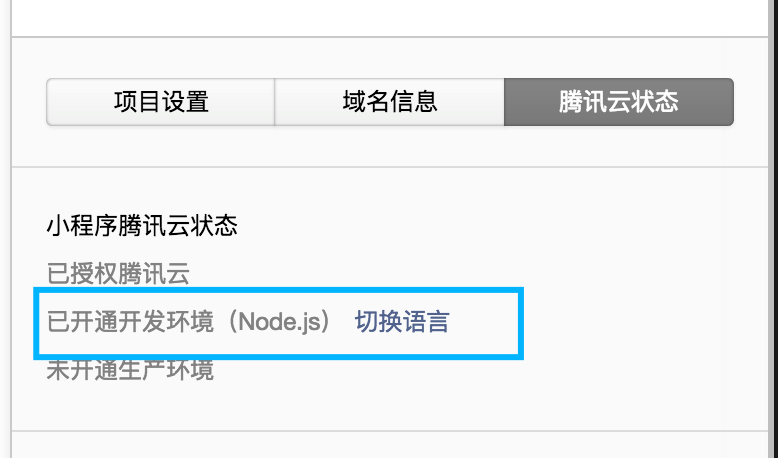 项目设置 域名信息 腾讯云状态
小程序腾讯云状态
已授权腾讯云
已开通开发环境（Node.js） 切换语言
未开通生产环境